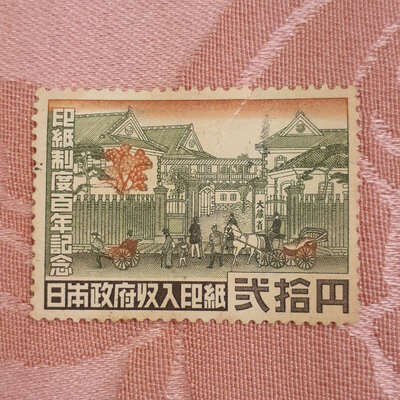 印紙制度百年記念
大蔵省
日本政府収入印紙
弐拾円